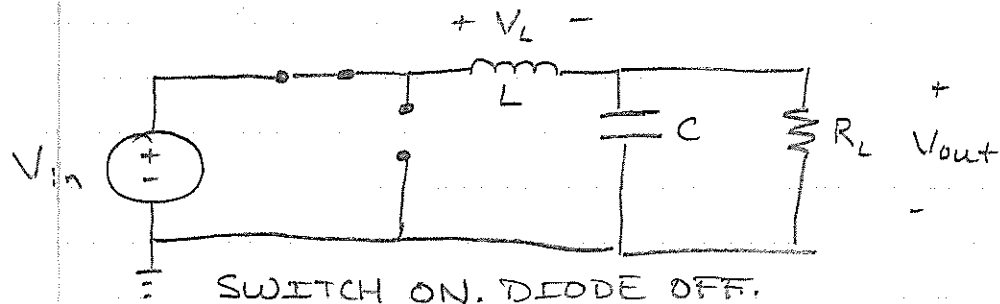 + V_L -
L
V_in
+
-
C
R_L
+
V_out
-
SWITCH ON. DIODE OFF.